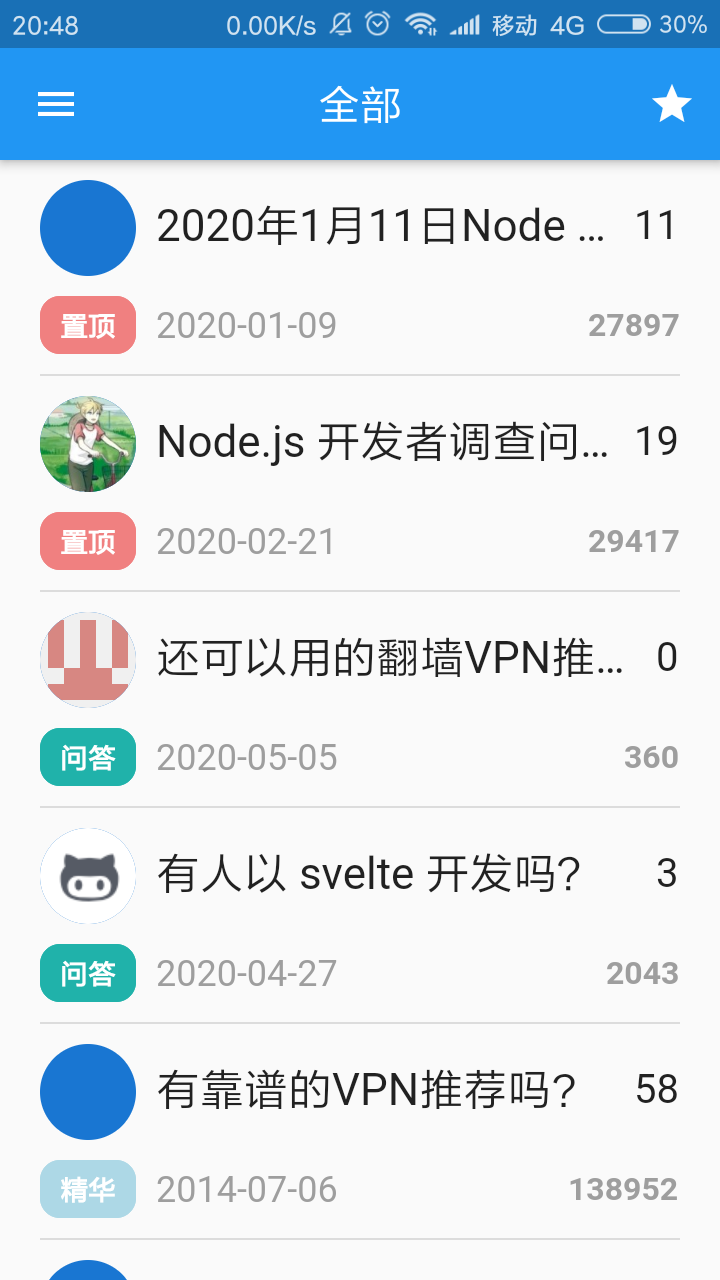 20:48 0.00K/s 移动 4G 30%
全部
2020年1月11日Node ... 11
置顶 2020-01-09 27897
Node.js 开发者调查问... 19
置顶 2020-02-21 29417
还可以用的翻墙VPN推... 0
问答 2020-05-05 360
有人以 svelte 开发吗? 3
问答 2020-04-27 2043
有靠谱的VPN推荐吗? 58
精华 2014-07-06 138952